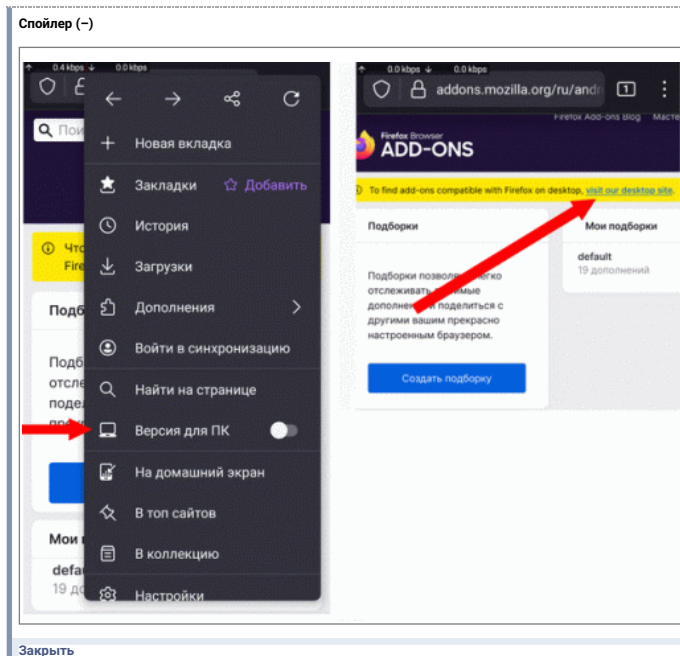 Спойлер (–)
0.4 kbps 0.0 kbps
Пои
Новая вкладка
Закладки Добавить
История
Загрузки
Дополнения
Войти в синхронизацию
Найти на странице
Версия для ПК
На домашний экран
В топ сайтов
В коллекцию
Настройки
Что
Fire
Подб
Подб
отсле
поде
Мои
defa
19 до
0.0 kbps 0.0 kbps
addons.mozilla.org/ru/andr 1
Firefox Add-ons Blog Масте
Firefox Browser
ADD-ONS
To find add-ons compatible with Firefox on desktop, visit our desktop site.
Подборки
Подборки позволяют легко
отслеживать
дополнения и поделиться с
другими вашим прекрасно
настроенным браузером.
Создать подборку
Мои подборки
default
19 дополнений
Закрыть